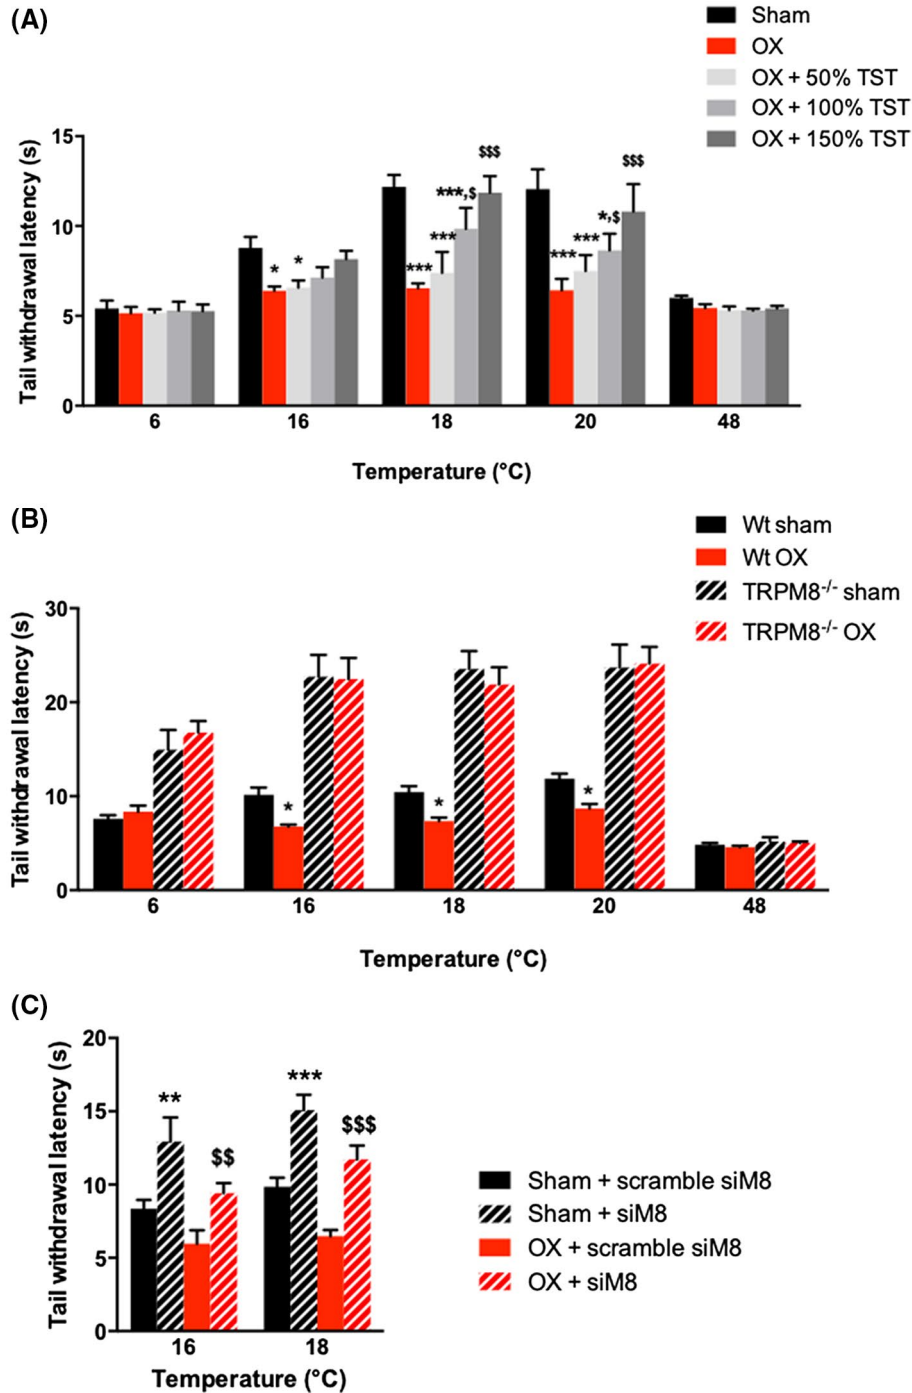 (A)
Sham
OX
OX + 50% TST
OX + 100% TST
OX + 150% TST
Tail withdrawal latency (s)
15
10
5
0
* *
*** *** ***,$ $$$
*** *** *,$ $$$
6 16 18 20 48
Temperature (°C)
(B)
Wt sham
Wt OX
TRPM8-/- sham
TRPM8-/- OX
Tail withdrawal latency (s)
30
20
10
0
* * *
6 16 18 20 48
Temperature (°C)
(C)
Tail withdrawal latency (s)
20
15
10
5
0
** $$ *** $$$
16 18
Temperature (°C)
Sham + scramble siM8
Sham + siM8
OX + scramble siM8
OX + siM8